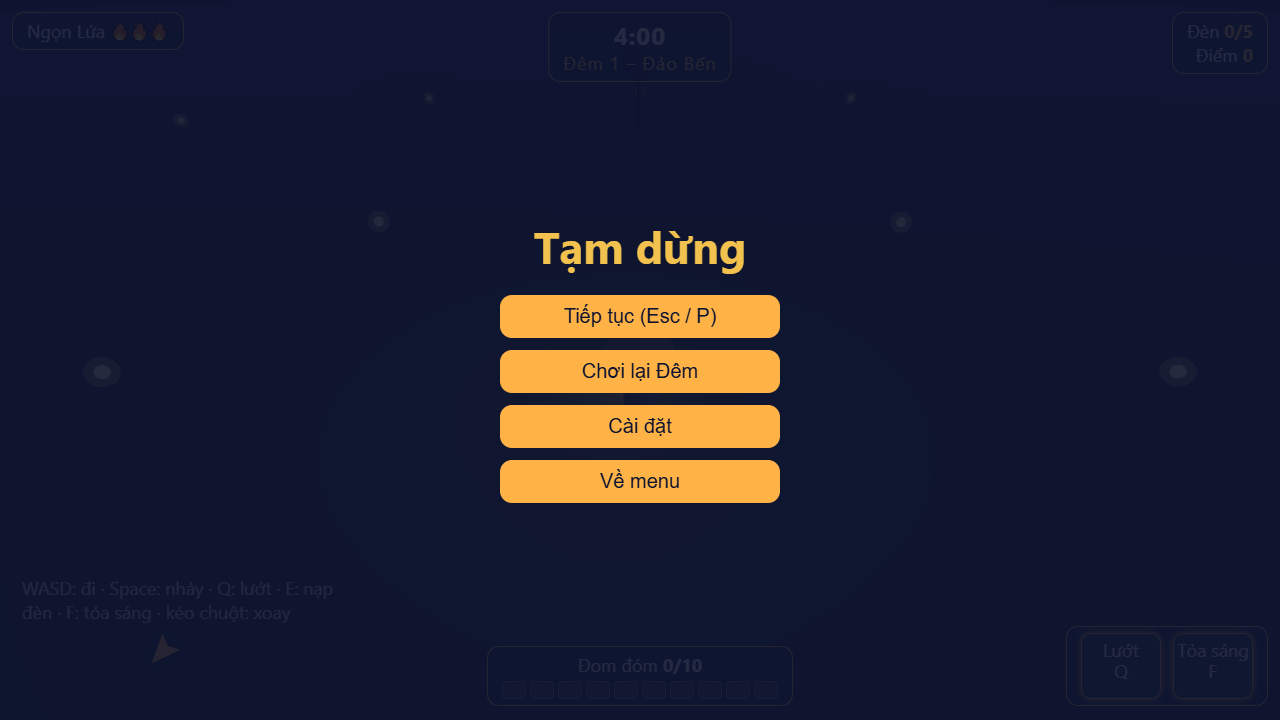 Ngọn Lửa
4:00
Đêm 1 – Đảo Bến
Đèn 0/5
Điểm 0
Tạm dừng
Tiếp tục (Esc / P)
Chơi lại Đêm
Cài đặt
Về menu
WASD: đi · Space: nhảy · Q: lướt · E: nạp
đèn · F: tỏa sáng · kéo chuột: xoay
Đom đóm 0/10
Lướt
Q
Tỏa sáng
F